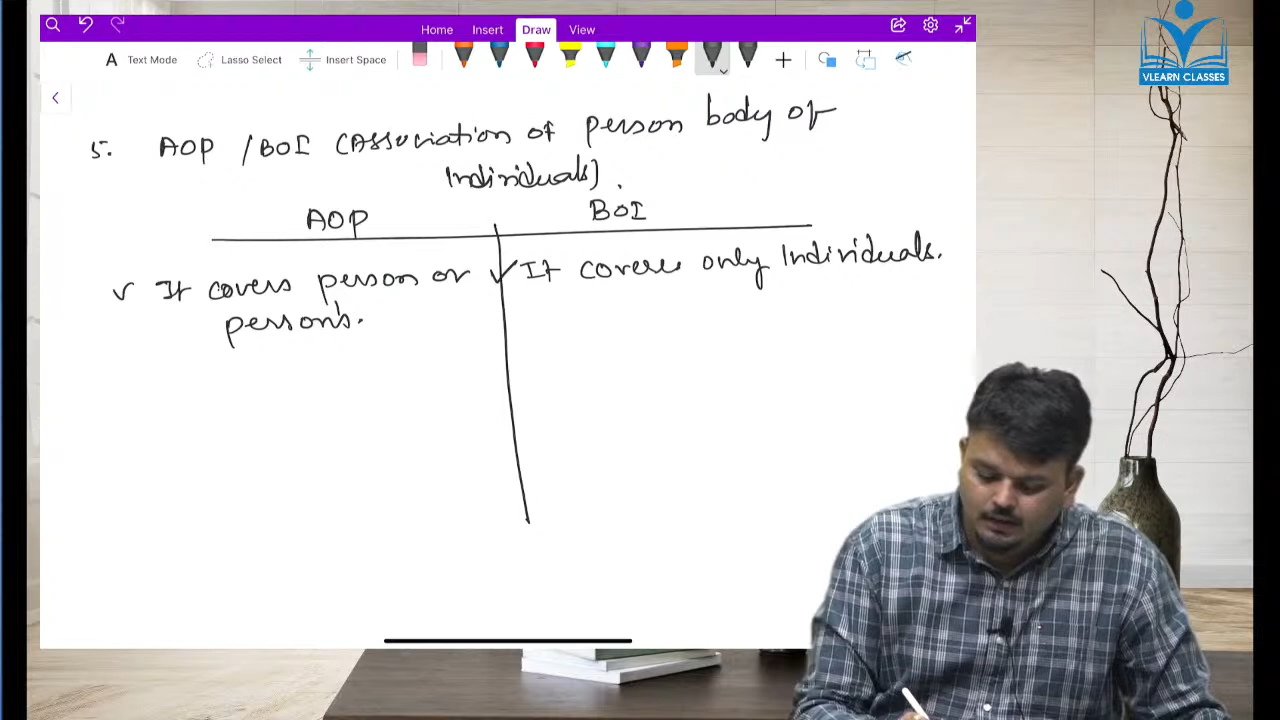 Home Insert Draw View
A Text Mode Lasso Select Insert Space
VLEARN CLASSES
5. AOP /BOI (Association of person body of
Individuals)
AOP BOI
✓ It covers person or ✓ It covers only Individuals.
persons.